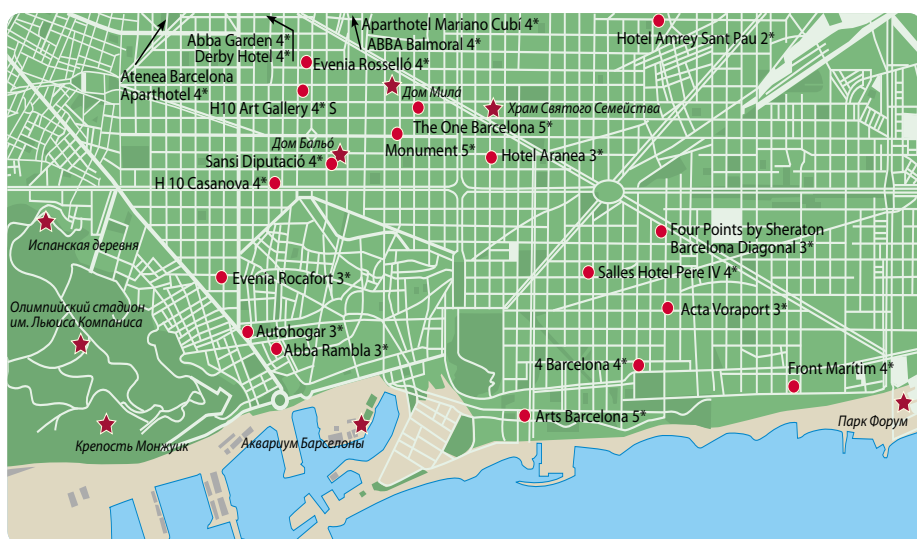 Aparthotel Mariano Cubí 4*
ABBA Balmoral 4*
Hotel Amrey Sant Pau 2*
Abba Garden 4*
Derby Hotel 4*
Evenia Rosselló 4*
Atenea Barcelona
Aparthotel 4*
H10 Art Gallery 4* S
Дом Мила́
Храм Святого Семейства
The One Barcelona 5*
Monument 5*
Дом Бальо́
Sansi Diputació 4*
Hotel Aranea 3*
H 10 Casanova 4*
Испанская деревня
Four Points by Sheraton
Barcelona Diagonal 3*
Evenia Rocafort 3*
Salles Hotel Pere IV 4*
Олимпийский стадион
им. Льюиса Компаниса
Acta Voraport 3*
Autohogar 3*
Abba Rambla 3*
4 Barcelona 4*
Front Marítim 4*
Arts Barcelona 5*
Парк Форум
Крепость Монжуик
Аквариум Барселоны